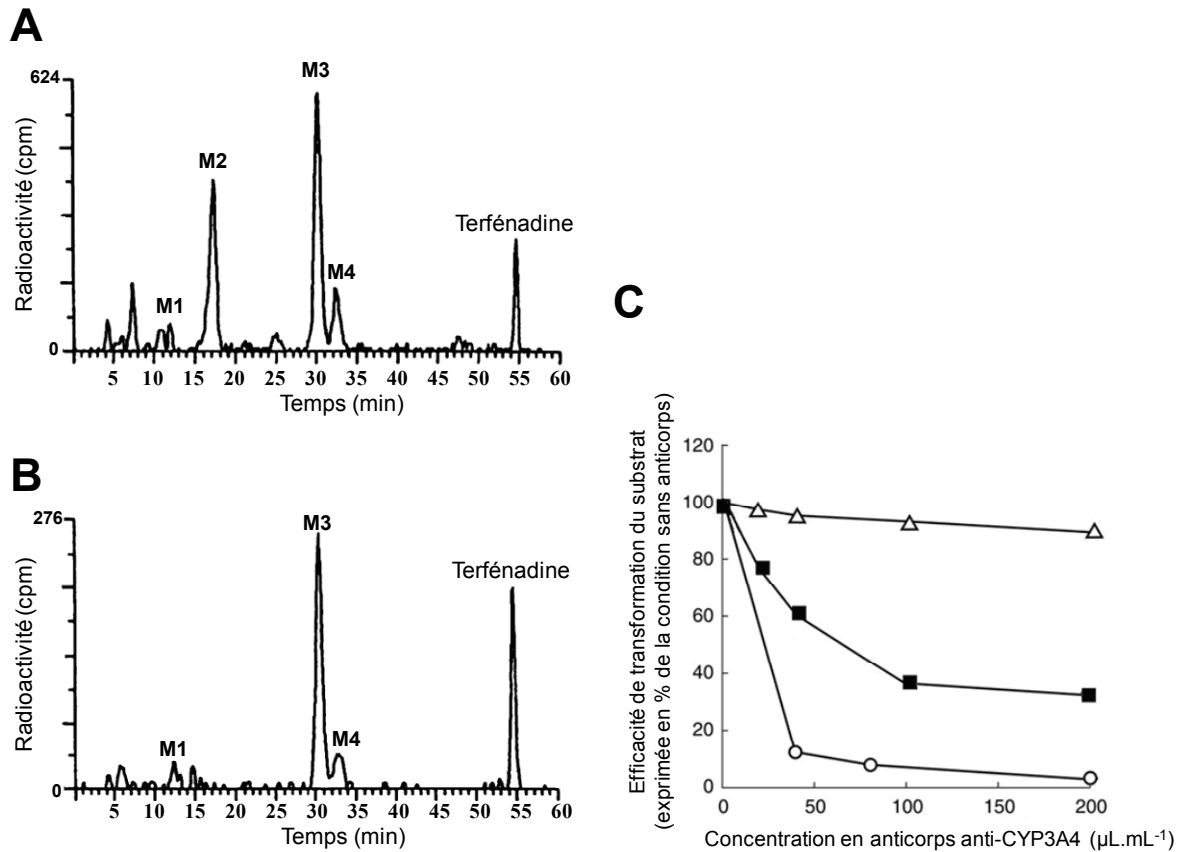 A
624
M3
M2
Terfénadine
M4
M1
Radioactivité (cpm)
0
5 10 15 20 25 30 35 40 45 50 55 60
Temps (min)
B
276
M3
Terfénadine
M1
M4
Radioactivité (cpm)
0
5 10 15 20 25 30 35 40 45 50 55 60
Temps (min)
C
Efficacité de transformation du substrat
(exprimée en % de la condition sans anticorps)
120
100
80
60
40
20
0
0 50 100 150 200
Concentration en anticorps anti-CYP3A4 (µL.mL⁻¹)